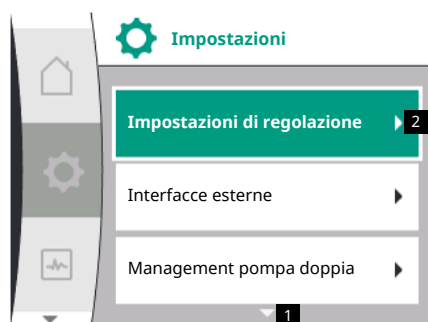 Impostazioni
Impostazioni di regolazione
2
Interfacce esterne
Management pompa doppia
1